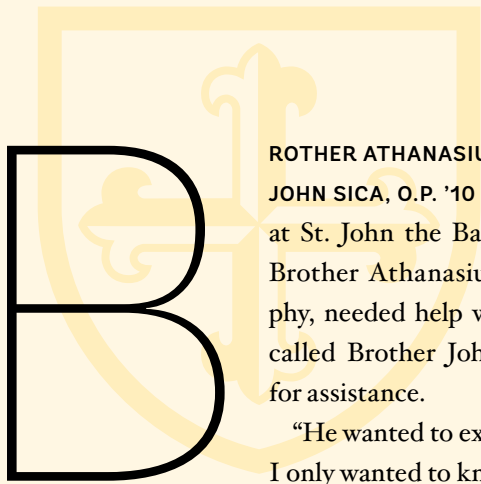 BROTHER ATHANASIU
JOHN SICA, O.P. ’10
at St. John the Ba
Brother Athanasiu
phy, needed help w
called Brother Joh
for assistance.
“He wanted to ex
I only wanted to kn